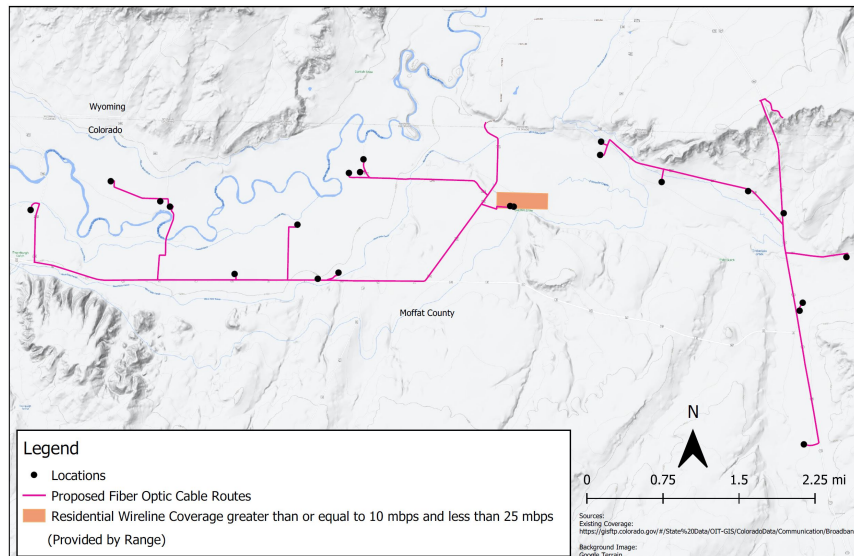 Wyoming
Colorado
Moffat County
Legend
Locations
Proposed Fiber Optic Cable Routes
Residential Wireline Coverage greater than or equal to 10 mbps and less than 25 mbps
(Provided by Range)
N
0 0.75 1.5 2.25 mi
Sources:
Existing Coverage:
https://gisftp.colorado.gov/#/State%20Data/OIT-GIS/ColoradoData/Communication/Broadban
Background Image:
Google Terrain